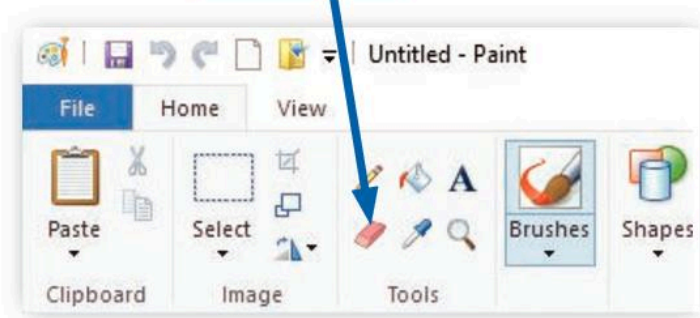 Untitled - Paint
File Home View
A
Paste Select Brushes Shapes
Clipboard Image Tools